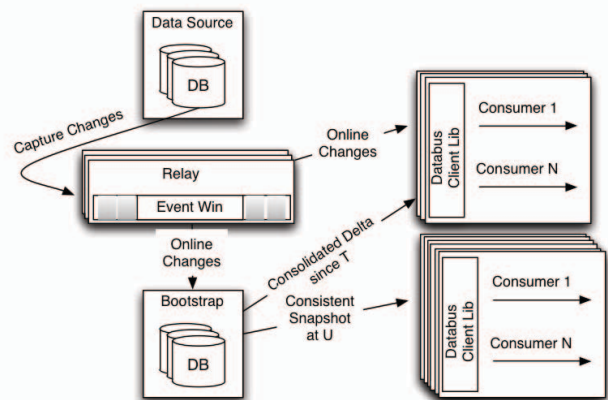 Data Source
DB
Capture Changes
Relay
Event Win
Online
Changes
Online
Changes
Bootstrap
DB
Consolidated Delta
since T
Consistent
Snapshot
at U
Databus
Client Lib
Consumer 1
Consumer N
Databus
Client Lib
Consumer 1
Consumer N